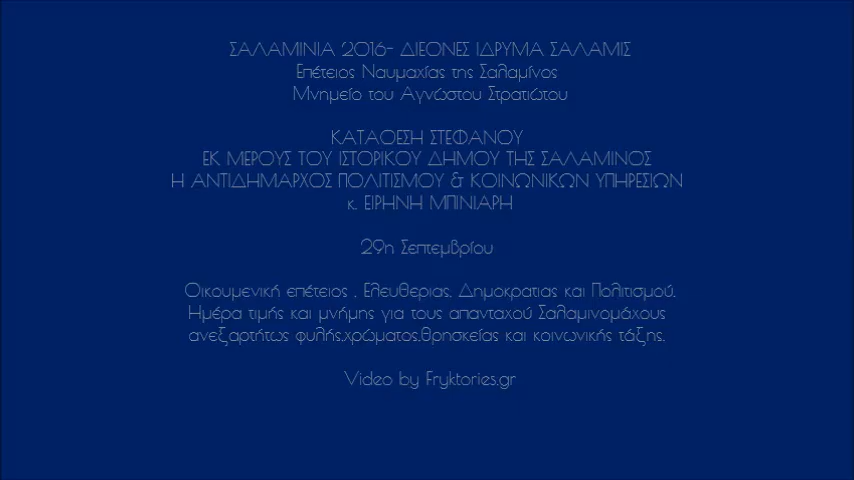 ΣΑΛΑΜΙΝΙΑ 2016- ΔΙΕΟΝΕΣ ΙΔΡΥΜΑ ΣΑΛΑΜΙΣ
Επέτειος Ναυμαχίας της Σαλαμίνος
Μνημείο του Αγνώστου Στρατιώτου
ΚΑΤΑΘΕΣΗ ΣΤΕΦΑΝΟΥ
ΕΚ ΜΕΡΟΥΣ ΤΟΥ ΙΣΤΟΡΙΚΟΥ ΔΗΜΟΥ ΤΗΣ ΣΑΛΑΜΙΝΟΣ
Η ΑΝΤΙΔΗΜΑΡΧΟΣ ΠΟΛΙΤΙΣΜΟΥ & ΚΟΙΝΩΝΙΚΩΝ ΥΠΗΡΕΣΙΩΝ
κ. ΕΙΡΗΝΗ ΜΠΙΝΙΑΡΗ
29η Σεπτεμβρίου
Οικουμενική επέτειος , Ελευθερίας. Δημοκρατιας και Πολιτισμού.
Ημέρα τιμής και μνήμης για τους απανταχού Σαλαμινομάχους
ανεξαρτήτως φυλής.χρώματος.θρησκείας και κοινωνικής τάξης.
Video by Fryktories.gr